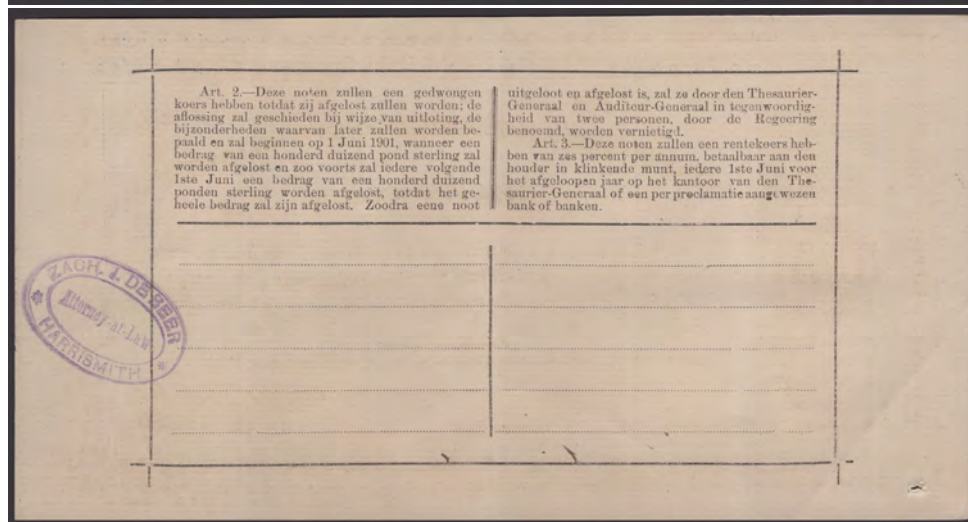 Art. 2.—Deze noten zullen een gedwongen
koers hebben totdat zij afgelost zullen worden; de
aflossing zal geschieden bij wijze van uitloting, de
bijzonderheden waarvan later zullen worden be-
paald en zal beginnen op 1 Juni 1901, wanneer een
bedrag van een honderd duizend pond sterling zal
worden afgelost en zoo voorts zal iedere volgende
1ste Juni een bedrag van een honderd duizend
ponden sterling worden afgelost, totdat het ge-
heele bedrag zal zijn afgelost. Zoodra eene noot
uitgeloot en afgelost is, zal ze door den Thesaurier-
Generaal en Auditeur-Generaal in tegenwoordig-
heid van twee personen, door de Regeering
benoemd, worden vernietigd.
Art. 3.—Deze noten zullen een rentekoers heb-
ben van zes percent per annum, betaalbaar aan den
houder in klinkende munt, iedere 1ste Juni voor
het afgeloopen jaar op het kantoor van den The-
saurier-Generaal of een per proclamatie aangewezen
bank of banken.
ZACH. J. DE BEER
Attorney-at-Law
HARRISMITH